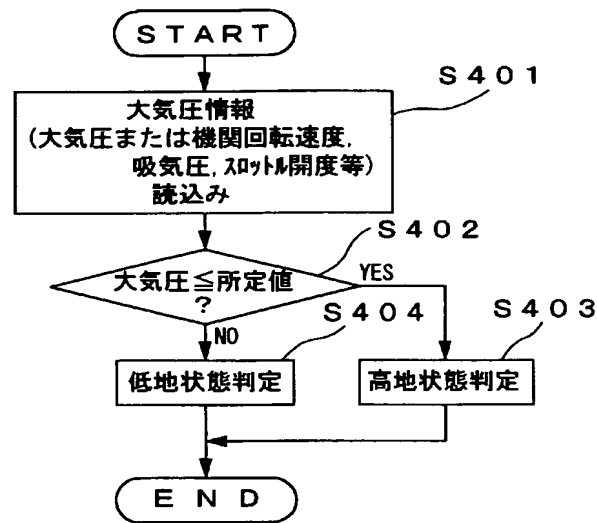 ＳＴＡＲＴ
Ｓ４０１
大気圧情報
(大気圧または機関回転速度,
吸気圧,ｽﾛｯﾄﾙ開度等)
読込み
Ｓ４０２
大気圧≦所定値
?
YES
NO
Ｓ４０４
Ｓ４０３
低地状態判定
高地状態判定
ＥＮＤ